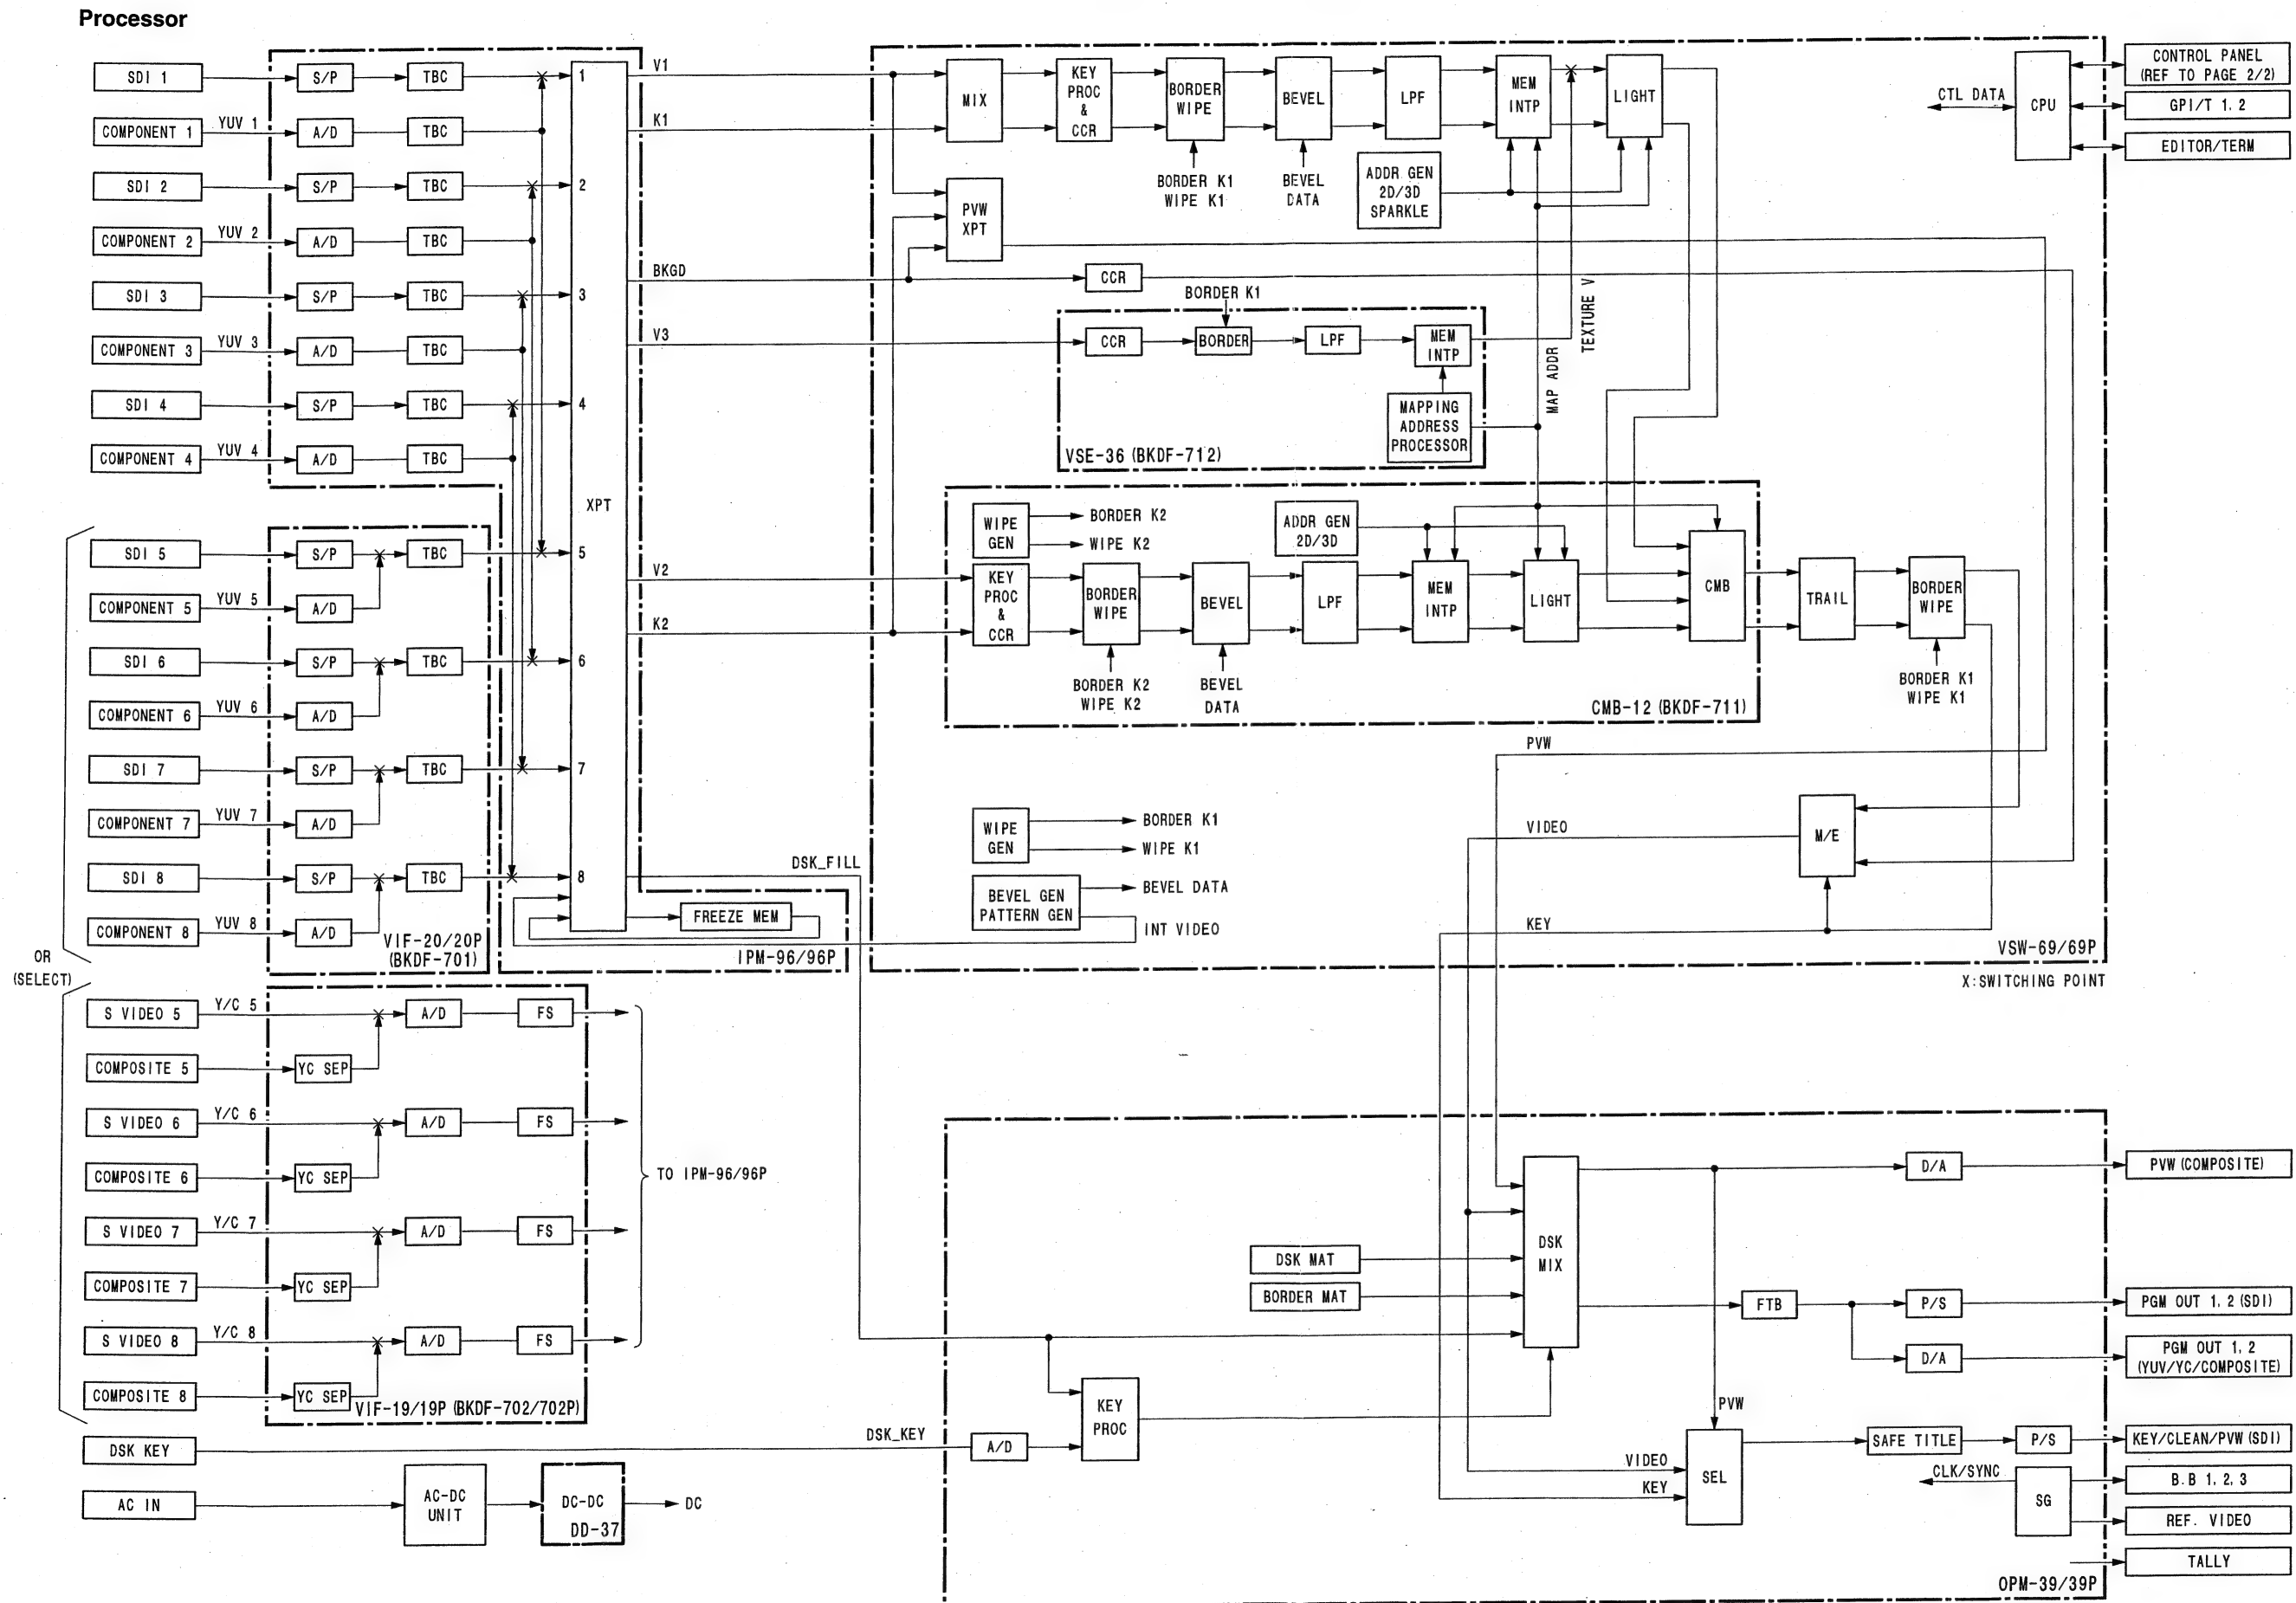 Processor
SDI 1
S/P
TBC
1
COMPONENT 1
YUV 1
A/D
TBC
SDI 2
S/P
TBC
2
COMPONENT 2
YUV 2
A/D
TBC
SDI 3
S/P
TBC
3
COMPONENT 3
YUV 3
A/D
TBC
SDI 4
S/P
TBC
4
COMPONENT 4
YUV 4
A/D
TBC
XPT
SDI 5
S/P
TBC
5
COMPONENT 5
YUV 5
A/D
SDI 6
S/P
TBC
6
COMPONENT 6
YUV 6
A/D
SDI 7
S/P
TBC
7
COMPONENT 7
YUV 7
A/D
SDI 8
S/P
TBC
8
COMPONENT 8
YUV 8
A/D
VIF-20/20P
(BKDF-701)
FREEZE MEM
IPM-96/96P
OR
(SELECT)
S VIDEO 5
Y/C 5
A/D
FS
COMPOSITE 5
YC SEP
S VIDEO 6
Y/C 6
A/D
FS
COMPOSITE 6
YC SEP
TO IPM-96/96P
S VIDEO 7
Y/C 7
A/D
FS
COMPOSITE 7
YC SEP
S VIDEO 8
Y/C 8
A/D
FS
COMPOSITE 8
YC SEP
VIF-19/19P (BKDF-702/702P)
DSK KEY
DSK_KEY
AC IN
AC-DC
UNIT
DC-DC
DD-37
DC
V1
K1
BKGD
V3
V2
K2
DSK_FILL
MIX
KEY
PROC
&
CCR
BORDER
WIPE
BEVEL
LPF
MEM
INTP
LIGHT
BORDER K1
WIPE K1
BEVEL
DATA
ADDR GEN
2D/3D
SPARKLE
PVW
XPT
CCR
BORDER K1
CCR
BORDER
LPF
MEM
INTP
MAPPING
ADDRESS
PROCESSOR
VSE-36 (BKDF-712)
MAP ADDR
TEXTURE V
WIPE
GEN
BORDER K2
WIPE K2
ADDR GEN
2D/3D
KEY
PROC
&
CCR
BORDER
WIPE
BEVEL
LPF
MEM
INTP
LIGHT
CMB
BORDER K2
WIPE K2
BEVEL
DATA
CMB-12 (BKDF-711)
TRAIL
BORDER
WIPE
BORDER K1
WIPE K1
PVW
WIPE
GEN
BORDER K1
WIPE K1
VIDEO
M/E
BEVEL GEN
PATTERN GEN
BEVEL DATA
INT VIDEO
KEY
VSW-69/69P
X:SWITCHING POINT
CTL DATA
CPU
CONTROL PANEL
(REF TO PAGE 2/2)
GPI/T 1, 2
EDITOR/TERM
DSK MAT
BORDER MAT
DSK
MIX
A/D
KEY
PROC
D/A
PVW (COMPOSITE)
FTB
P/S
PGM OUT 1, 2 (SDI)
D/A
PGM OUT 1, 2
(YUV/YC/COMPOSITE)
PVW
VIDEO
KEY
SEL
SAFE TITLE
P/S
KEY/CLEAN/PVW (SDI)
CLK/SYNC
SG
B.B 1, 2, 3
REF. VIDEO
TALLY
OPM-39/39P